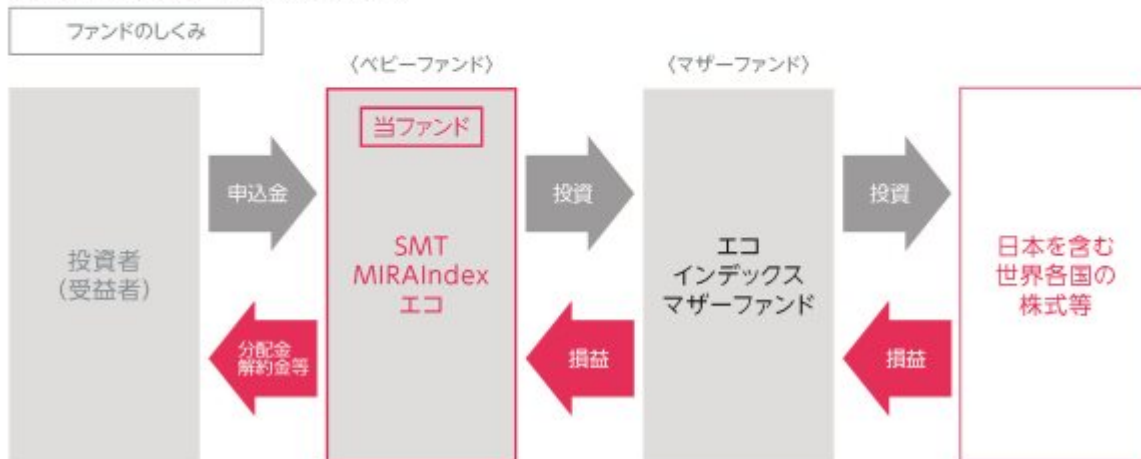 ファンドのしくみ
〈ベビーファンド〉
〈マザーファンド〉
投資者
(受益者)
申込金
分配金
解約金等
当ファンド
SMT
MIRAIndex
エコ
投資
損益
エコ
インデックス
マザーファンド
投資
損益
日本を含む
世界各国の
株式等